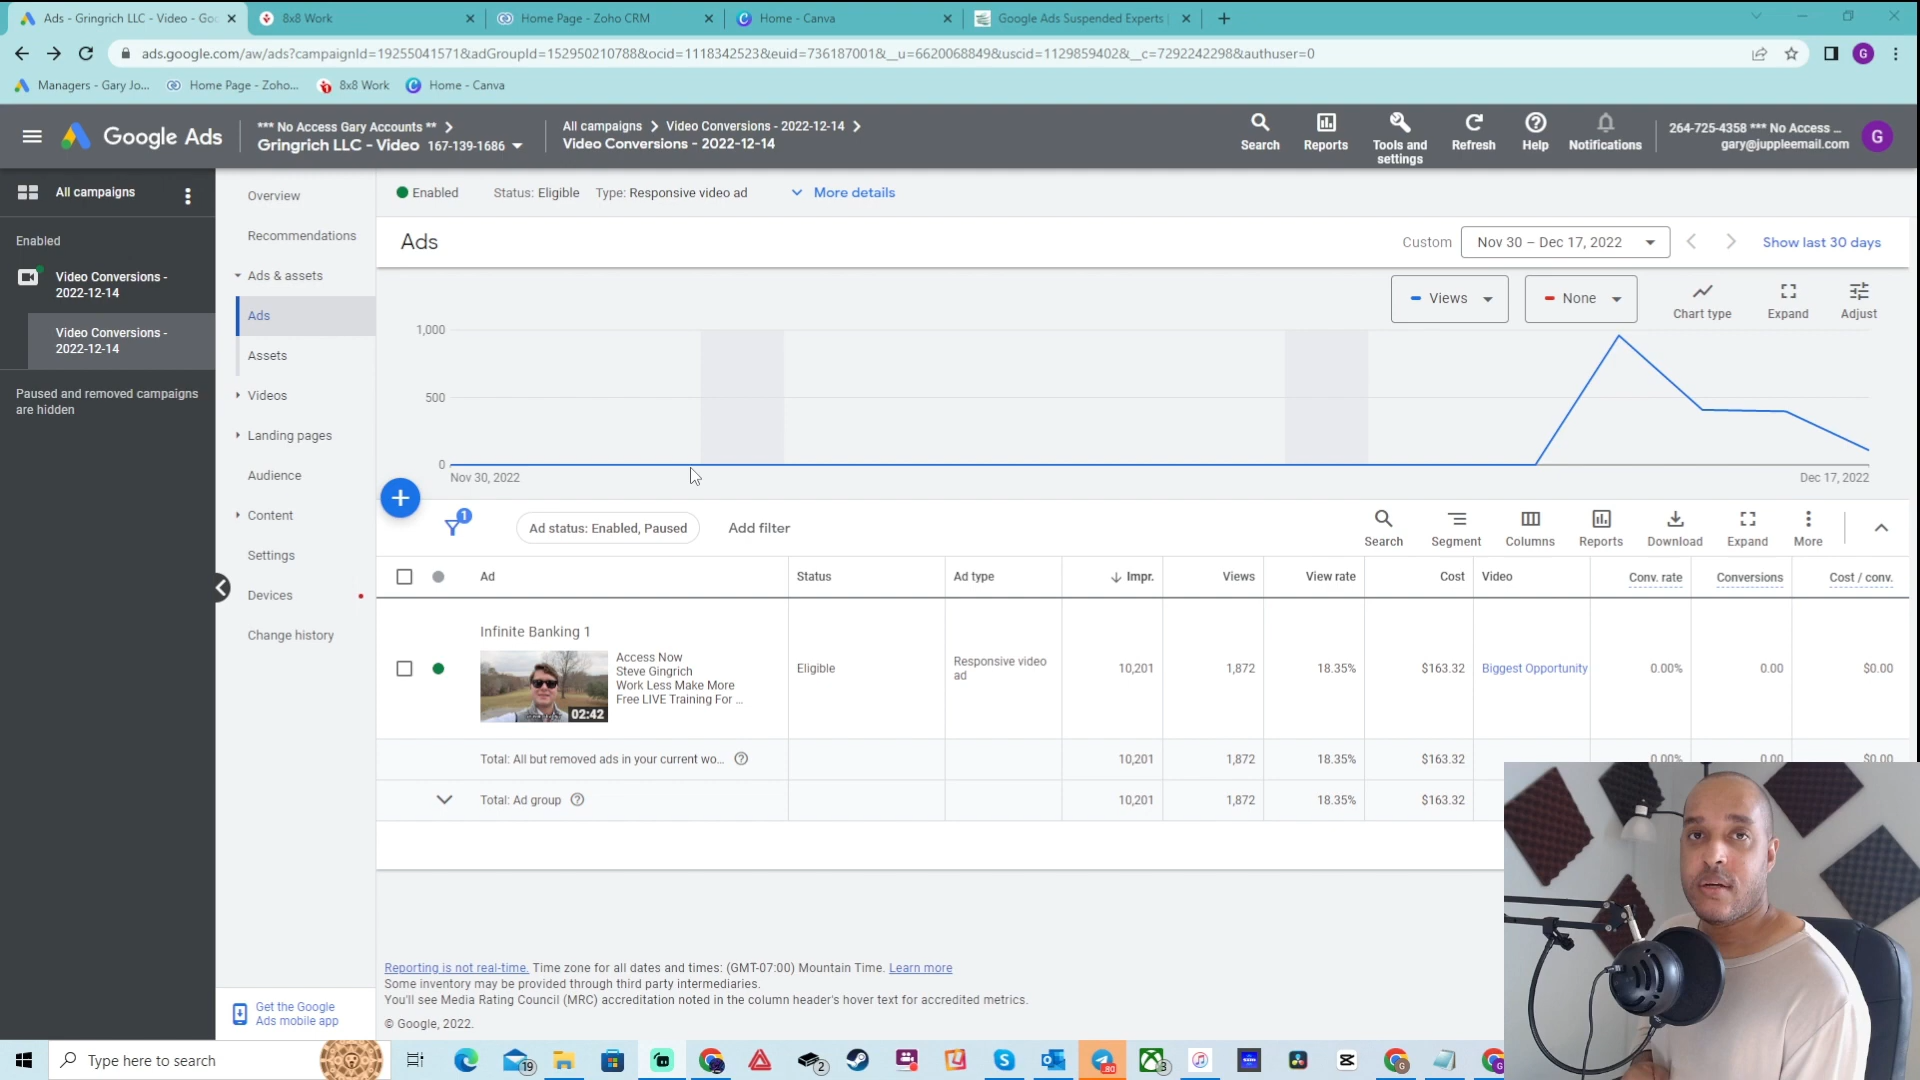 Ads - Gringrich LLC - Video - Goo
8x8 Work
Home Page - Zoho CRM
Home - Canva
Google Ads Suspended Experts |
ads.google.com/aw/ads?campaignId=19255041571&adGroupId=152950210788&ocid=1118342523&euid=736187001&__u=6620068849&uscid=1129859402&__c=7292242298&authuser=0
G
Managers - Gary Jo...
Home Page - Zoho...
8x8 Work
Home - Canva
Google Ads
*** No Access Gary Accounts **
Gringrich LLC - Video 167-139-1686
All campaigns
Video Conversions - 2022-12-14
Video Conversions - 2022-12-14
Search
Reports
Tools and
settings
Refresh
Help
Notifications
264-725-4358 *** No Access ...
gary@juppleemail.com
G
All campaigns
Enabled
Video Conversions -
2022-12-14
Video Conversions -
2022-12-14
Paused and removed campaigns
are hidden
Overview
Recommendations
Ads & assets
Ads
Assets
Videos
Landing pages
Audience
Content
Settings
Devices
Change history
Get the Google
Ads mobile app
Enabled
Status: Eligible
Type: Responsive video ad
More details
Ads
Custom
Nov 30 – Dec 17, 2022
Show last 30 days
Views
None
Chart type
Expand
Adjust
1,000
500
0
Nov 30, 2022
Dec 17, 2022
1
Ad status: Enabled, Paused
Add filter
Search
Segment
Columns
Reports
Download
Expand
More
Ad
Status
Ad type
Impr.
Views
View rate
Cost
Video
Conv. rate
Conversions
Cost / conv.
Infinite Banking 1
02:42
Access Now
Steve Gingrich
Work Less Make More
Free LIVE Training For ...
Eligible
Responsive video
ad
10,201
1,872
18.35%
$163.32
Biggest Opportunity
0.00%
0.00
$0.00
Total: All but removed ads in your current wo...
10,201
1,872
18.35%
$163.32
0.00%
0.00
$0.00
Total: Ad group
10,201
1,872
18.35%
$163.32
Reporting is not real-time. Time zone for all dates and times: (GMT-07:00) Mountain Time. Learn more
Some inventory may be provided through third party intermediaries.
You'll see Media Rating Council (MRC) accreditation noted in the column header's hover text for accredited metrics.
© Google, 2022.
Type here to search
19
2
80
3